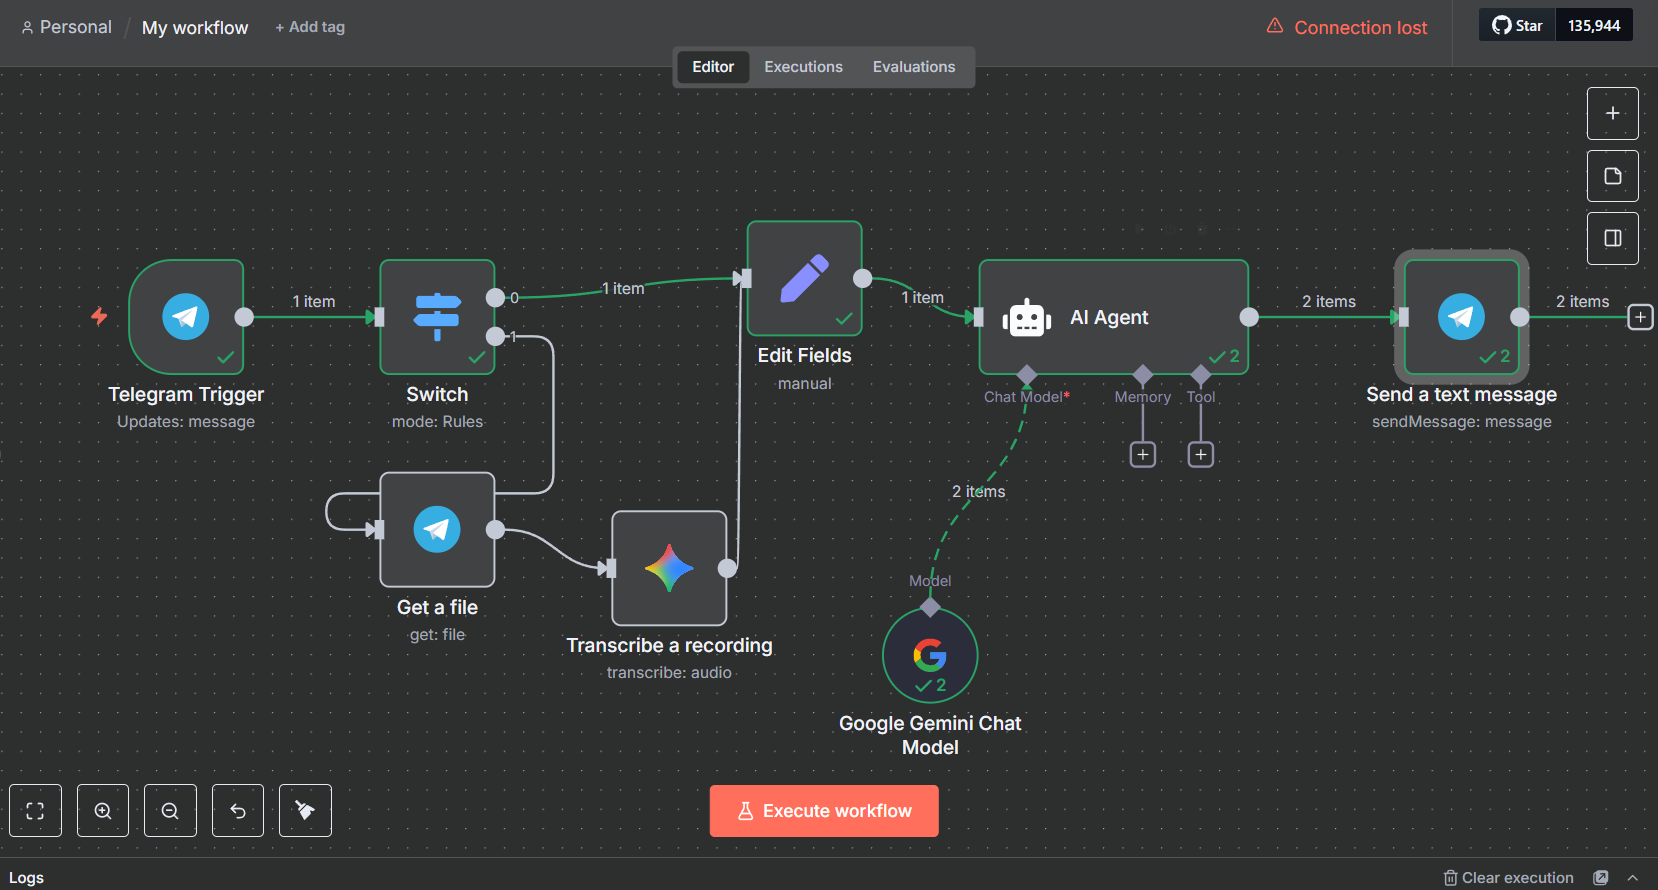 Personal / My workflow + Add tag
Connection lost
Star 135,944
Editor Executions Evaluations
1 item
0
1 item
1
1 item
2 items
2 items
Telegram Trigger
Updates: message
Switch
mode: Rules
Edit Fields
manual
AI Agent
2
Chat Model*
Memory
Tool
2
Send a text message
sendMessage: message
2 items
Get a file
get: file
Transcribe a recording
transcribe: audio
Model
2
Google Gemini Chat
Model
Execute workflow
Logs
Clear execution